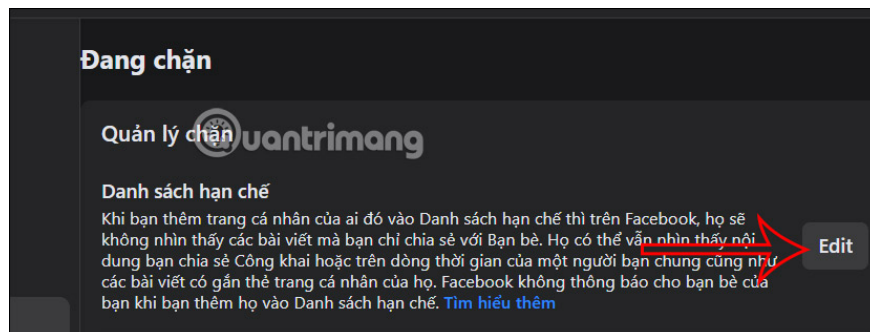 Đang chặn
Quản lý chặn
@uantrimang
Danh sách hạn chế
Khi bạn thêm trang cá nhân của ai đó vào Danh sách hạn chế thì trên Facebook, họ sẽ
không nhìn thấy các bài viết mà bạn chỉ chia sẻ với Bạn bè. Họ có thể vẫn nhìn thấy nội
dung bạn chia sẻ Công khai hoặc trên dòng thời gian của một người bạn chung cũng như
các bài viết có gắn thẻ trang cá nhân của họ. Facebook không thông báo cho bạn bè của
bạn khi bạn thêm họ vào Danh sách hạn chế. Tìm hiểu thêm
Edit